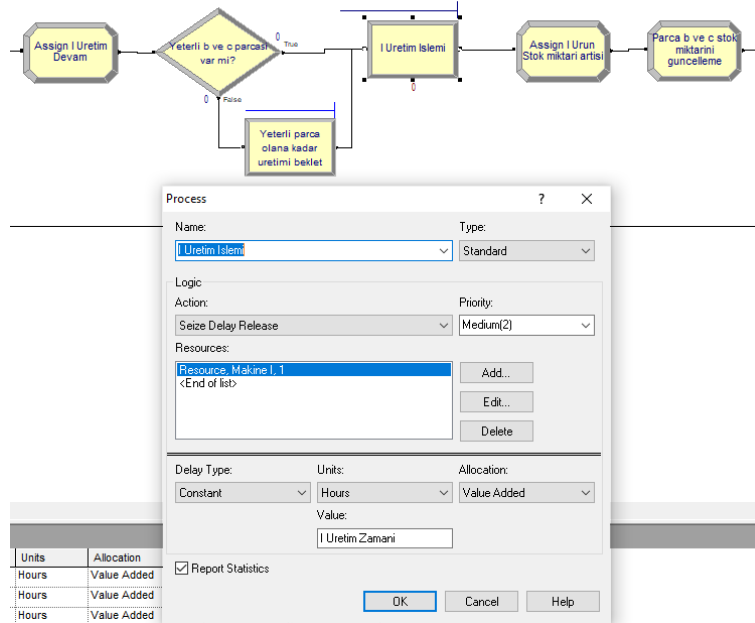 Assign I Uretim
Devam
Yeterli b ve c parcasi
var mi?
0
True
0
False
Yeterli parca
olana kadar
uretimi beklet
I Uretim Islemi
0
Assign I Urun
Stok miktari artisi
Parca b ve c stok
miktarini
guncelleme
Process
?
Name:
Type:
I Uretim Islemi
Standard
Logic
Action:
Priority:
Seize Delay Release
Medium(2)
Resources:
Resource, Makine I, 1
<End of list>
Add...
Edit...
Delete
Delay Type:
Units:
Allocation:
Constant
Hours
Value Added
Value:
I Uretim Zamani
Report Statistics
OK
Cancel
Help
Units
Allocation
Hours
Value Added
Hours
Value Added
Hours
Value Added